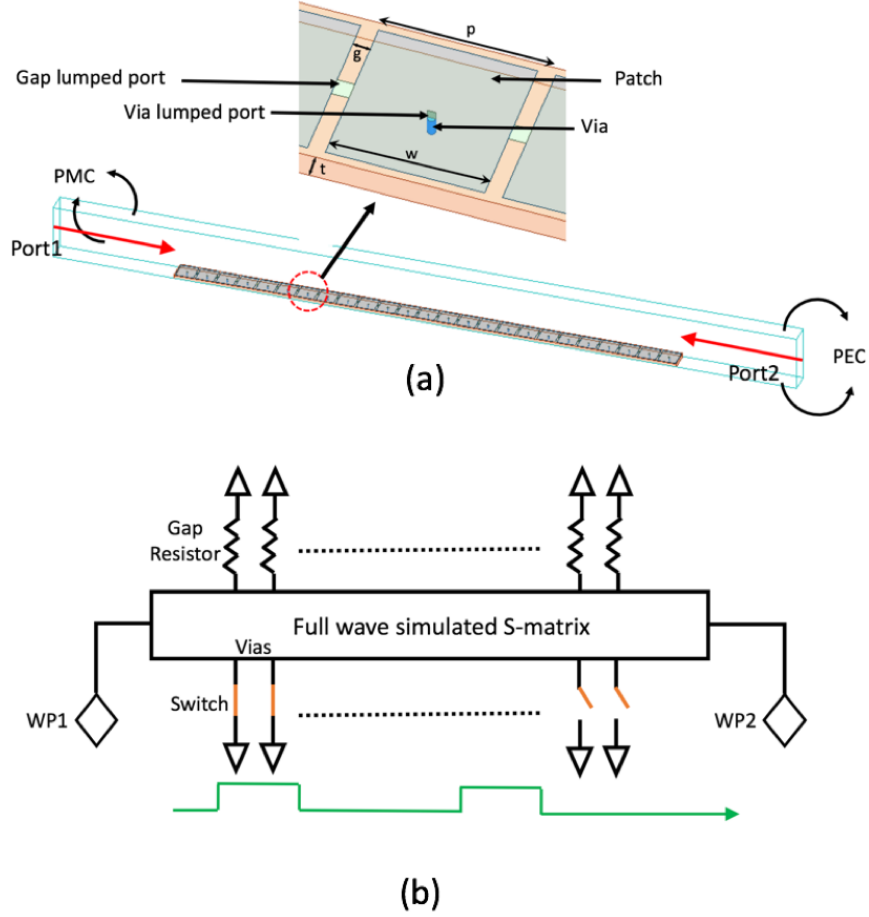 p
g
Gap lumped port
Patch
Via lumped port
Via
w
t
PMC
Port1
PEC
Port2
(a)
Gap
Resistor
Full wave simulated S-matrix
Vias
Switch
WP1
WP2
(b)